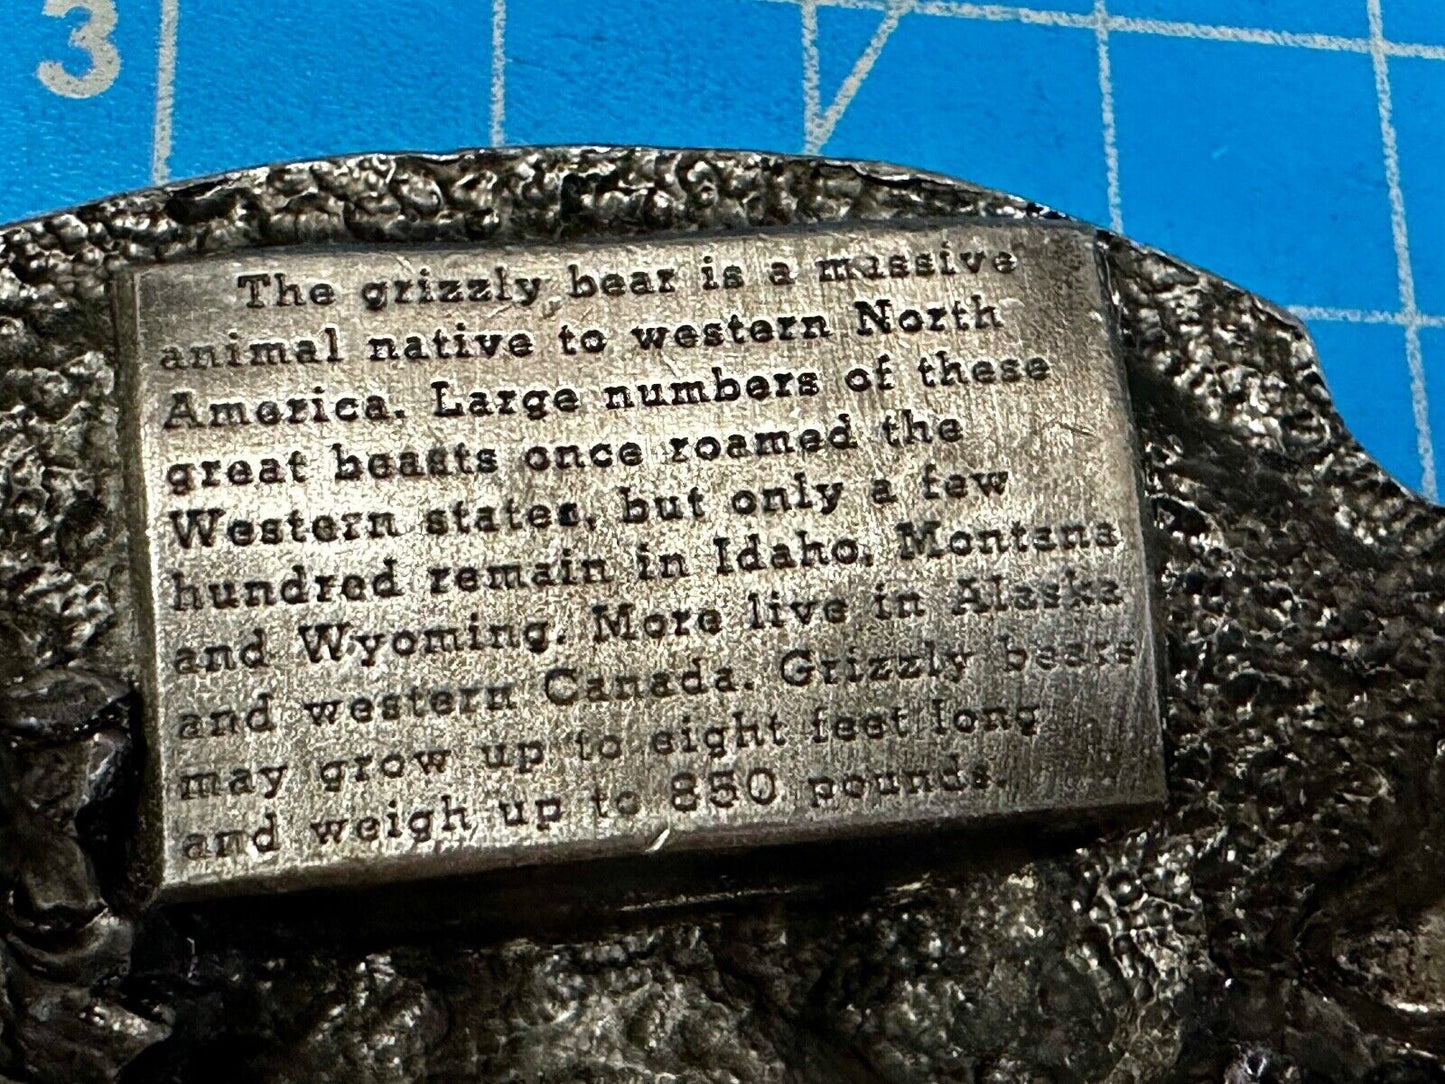 3
The grizzly bear is a massive
animal native to western North
America. Large numbers of these
great beasts once roamed the
Western states, but only a few
hundred remain in Idaho, Montana
and Wyoming. More live in Alaska
and western Canada. Grizzly bears
may grow up to eight feet long
and weigh up to 850 pounds.